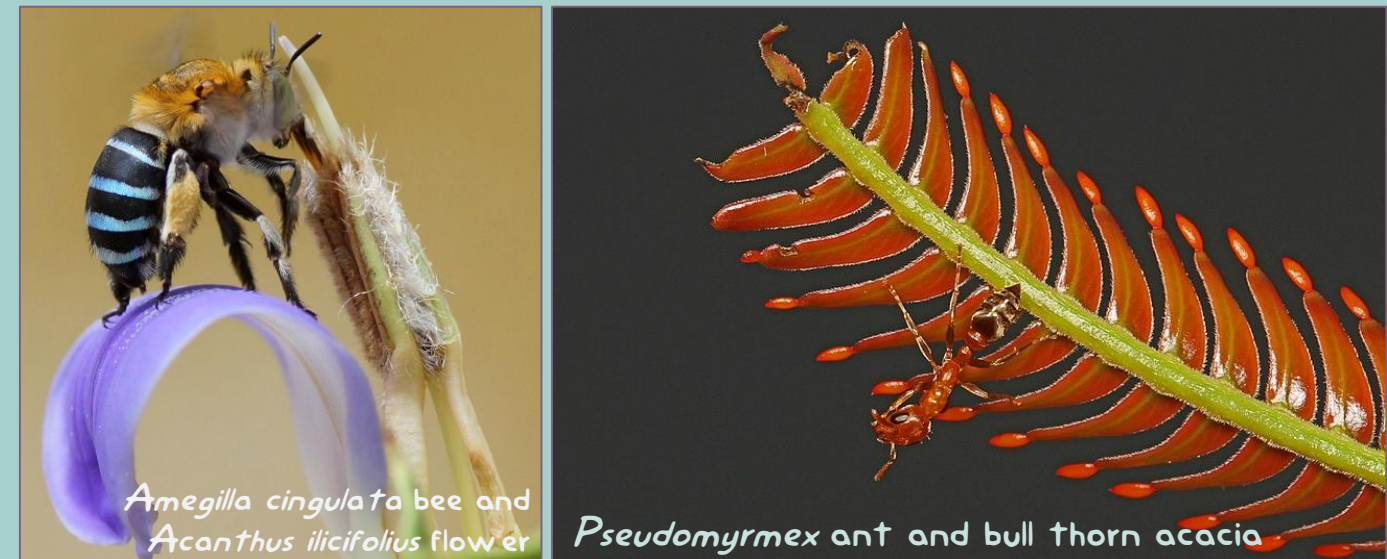 Amegilla cingulata bee and
Acanthus ilicifolius flower
Pseudomyrmex ant and bull thorn acacia